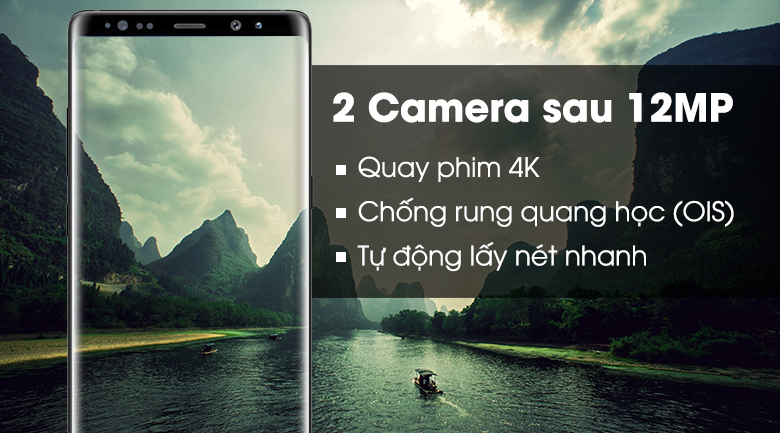 2 Camera sau 12MP
Quay phim 4K
Chống rung quang học (OIS)
Tự động lấy nét nhanh